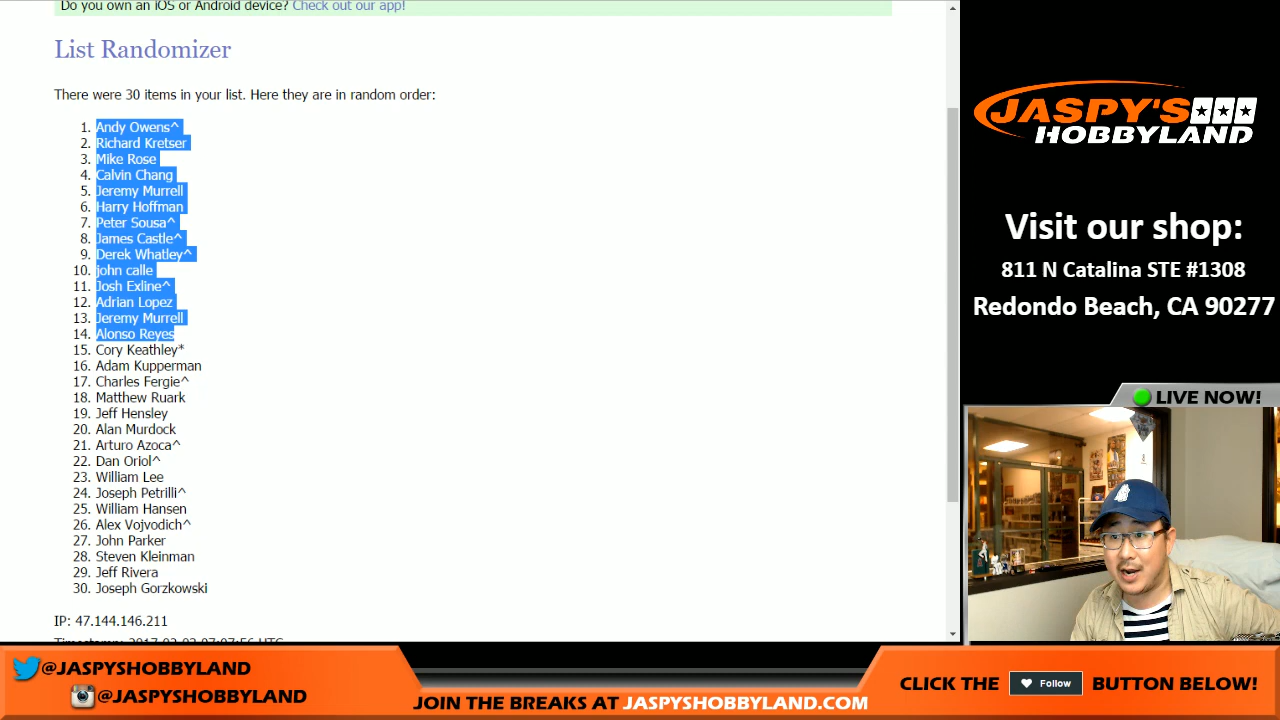 Do you own an iOS or Android device? Check out our app!
List Randomizer
There were 30 items in your list. Here they are in random order:
1. Andy Owens^
2. Richard Kretser
3. Mike Rose
4. Calvin Chang
5. Jeremy Murrell
6. Harry Hoffman
7. Peter Sousa^
8. James Castle^
9. Derek Whatley^
10. john calle
11. Josh Exline^
12. Adrian Lopez
13. Jeremy Murrell
14. Alonso Reyes
15. Cory Keathley*
16. Adam Kupperman
17. Charles Fergie^
18. Matthew Ruark
19. Jeff Hensley
20. Alan Murdock
21. Arturo Azoca^
22. Dan Oriol^
23. William Lee
24. Joseph Petrilli^
25. William Hansen
26. Alex Vojvodich^
27. John Parker
28. Steven Kleinman
29. Jeff Rivera
30. Joseph Gorzkowski
IP: 47.144.146.211
JASPY'S
HOBBYLAND
Visit our shop:
811 N Catalina STE #1308
Redondo Beach, CA 90277
LIVE NOW!
@JASPYSHOBBYLAND
@JASPYSHOBBYLAND
JOIN THE BREAKS AT JASPYSHOBBYLAND.COM
CLICK THE Follow BUTTON BELOW!